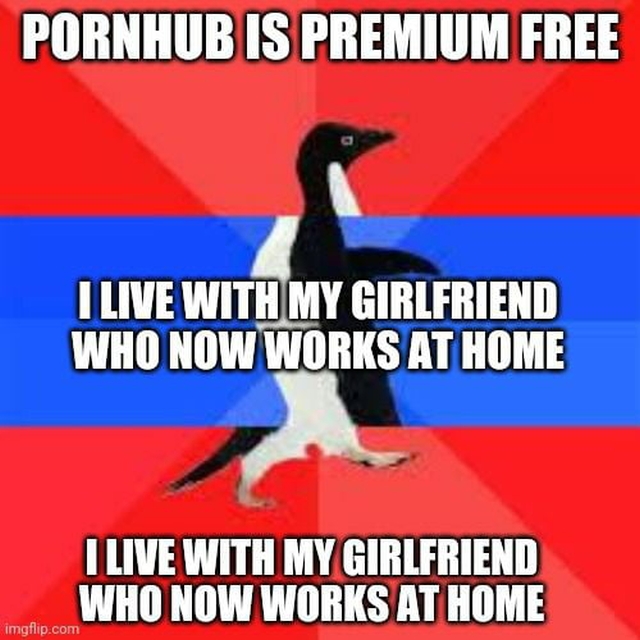 PORNHUB IS PREMIUM FREE
I LIVE WITH MY GIRLFRIEND
WHO NOW WORKS AT HOME
I LIVE WITH MY GIRLFRIEND
WHO NOW WORKS AT HOME
imgflip.com